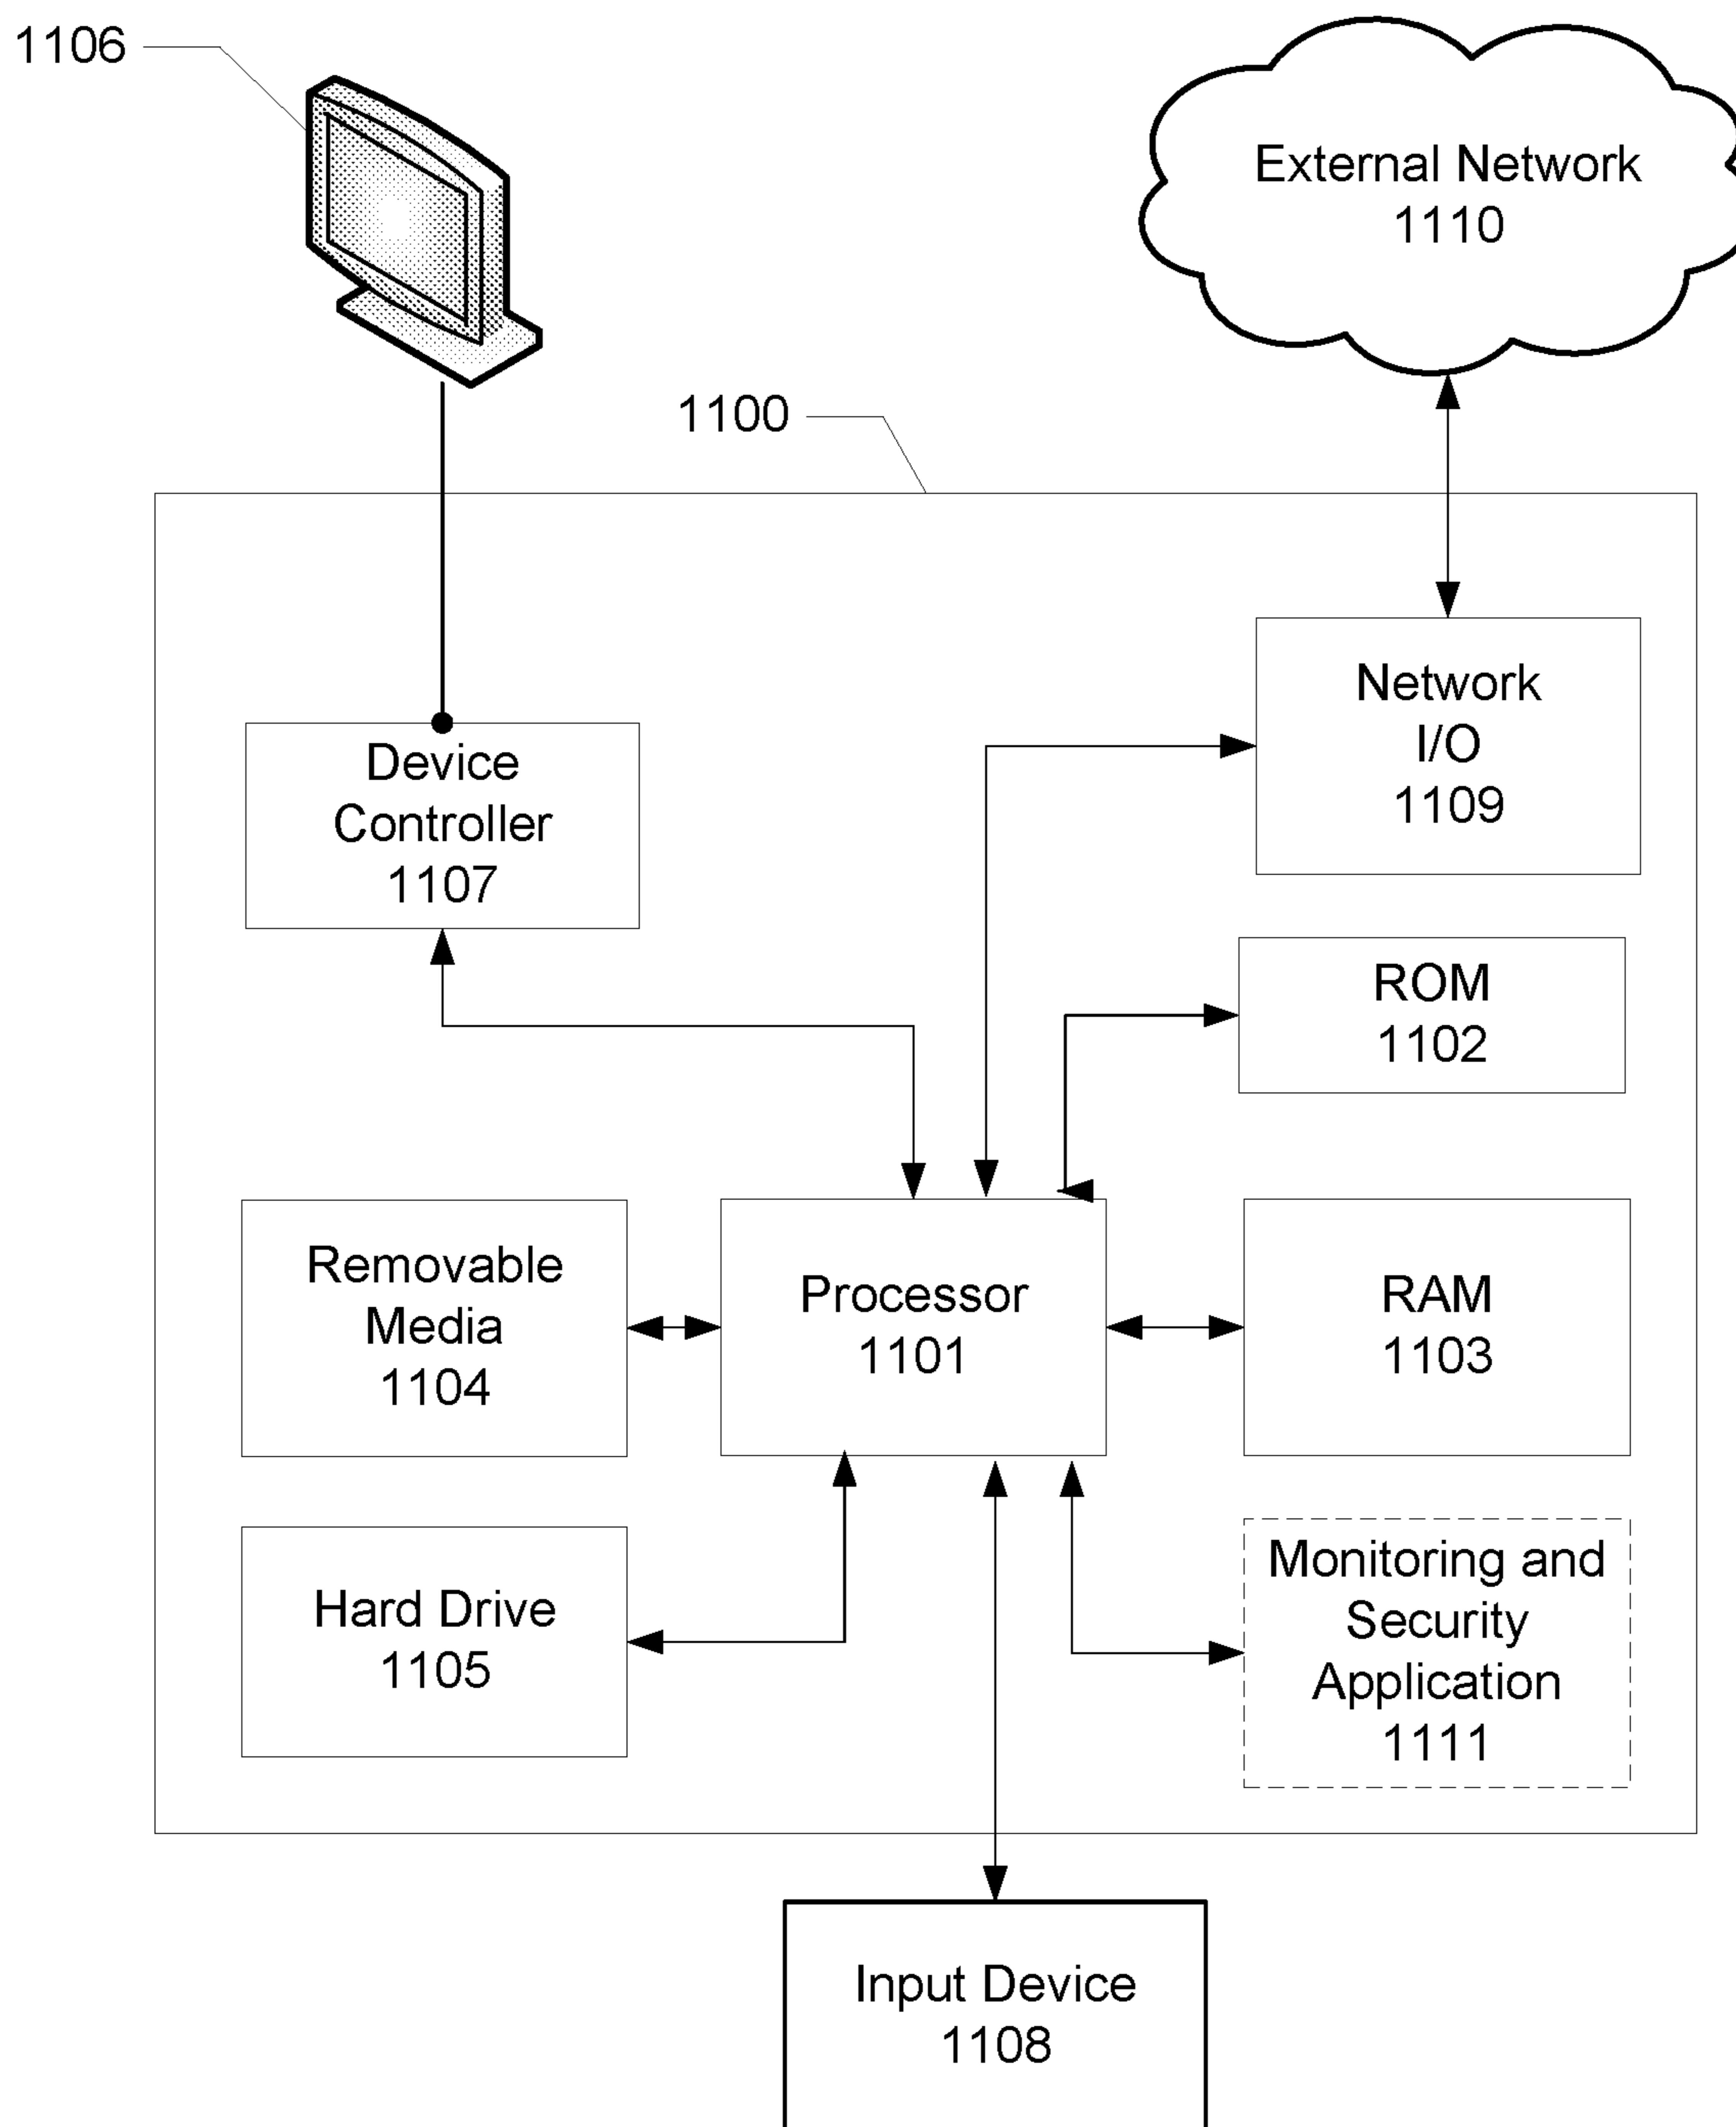 1106
External Network
1110
1100
Network
I/O
1109
Device
Controller
1107
ROM
1102
Removable
Media
1104
Processor
1101
RAM
1103
Hard Drive
1105
Monitoring and
Security
Application
1111
Input Device
1108